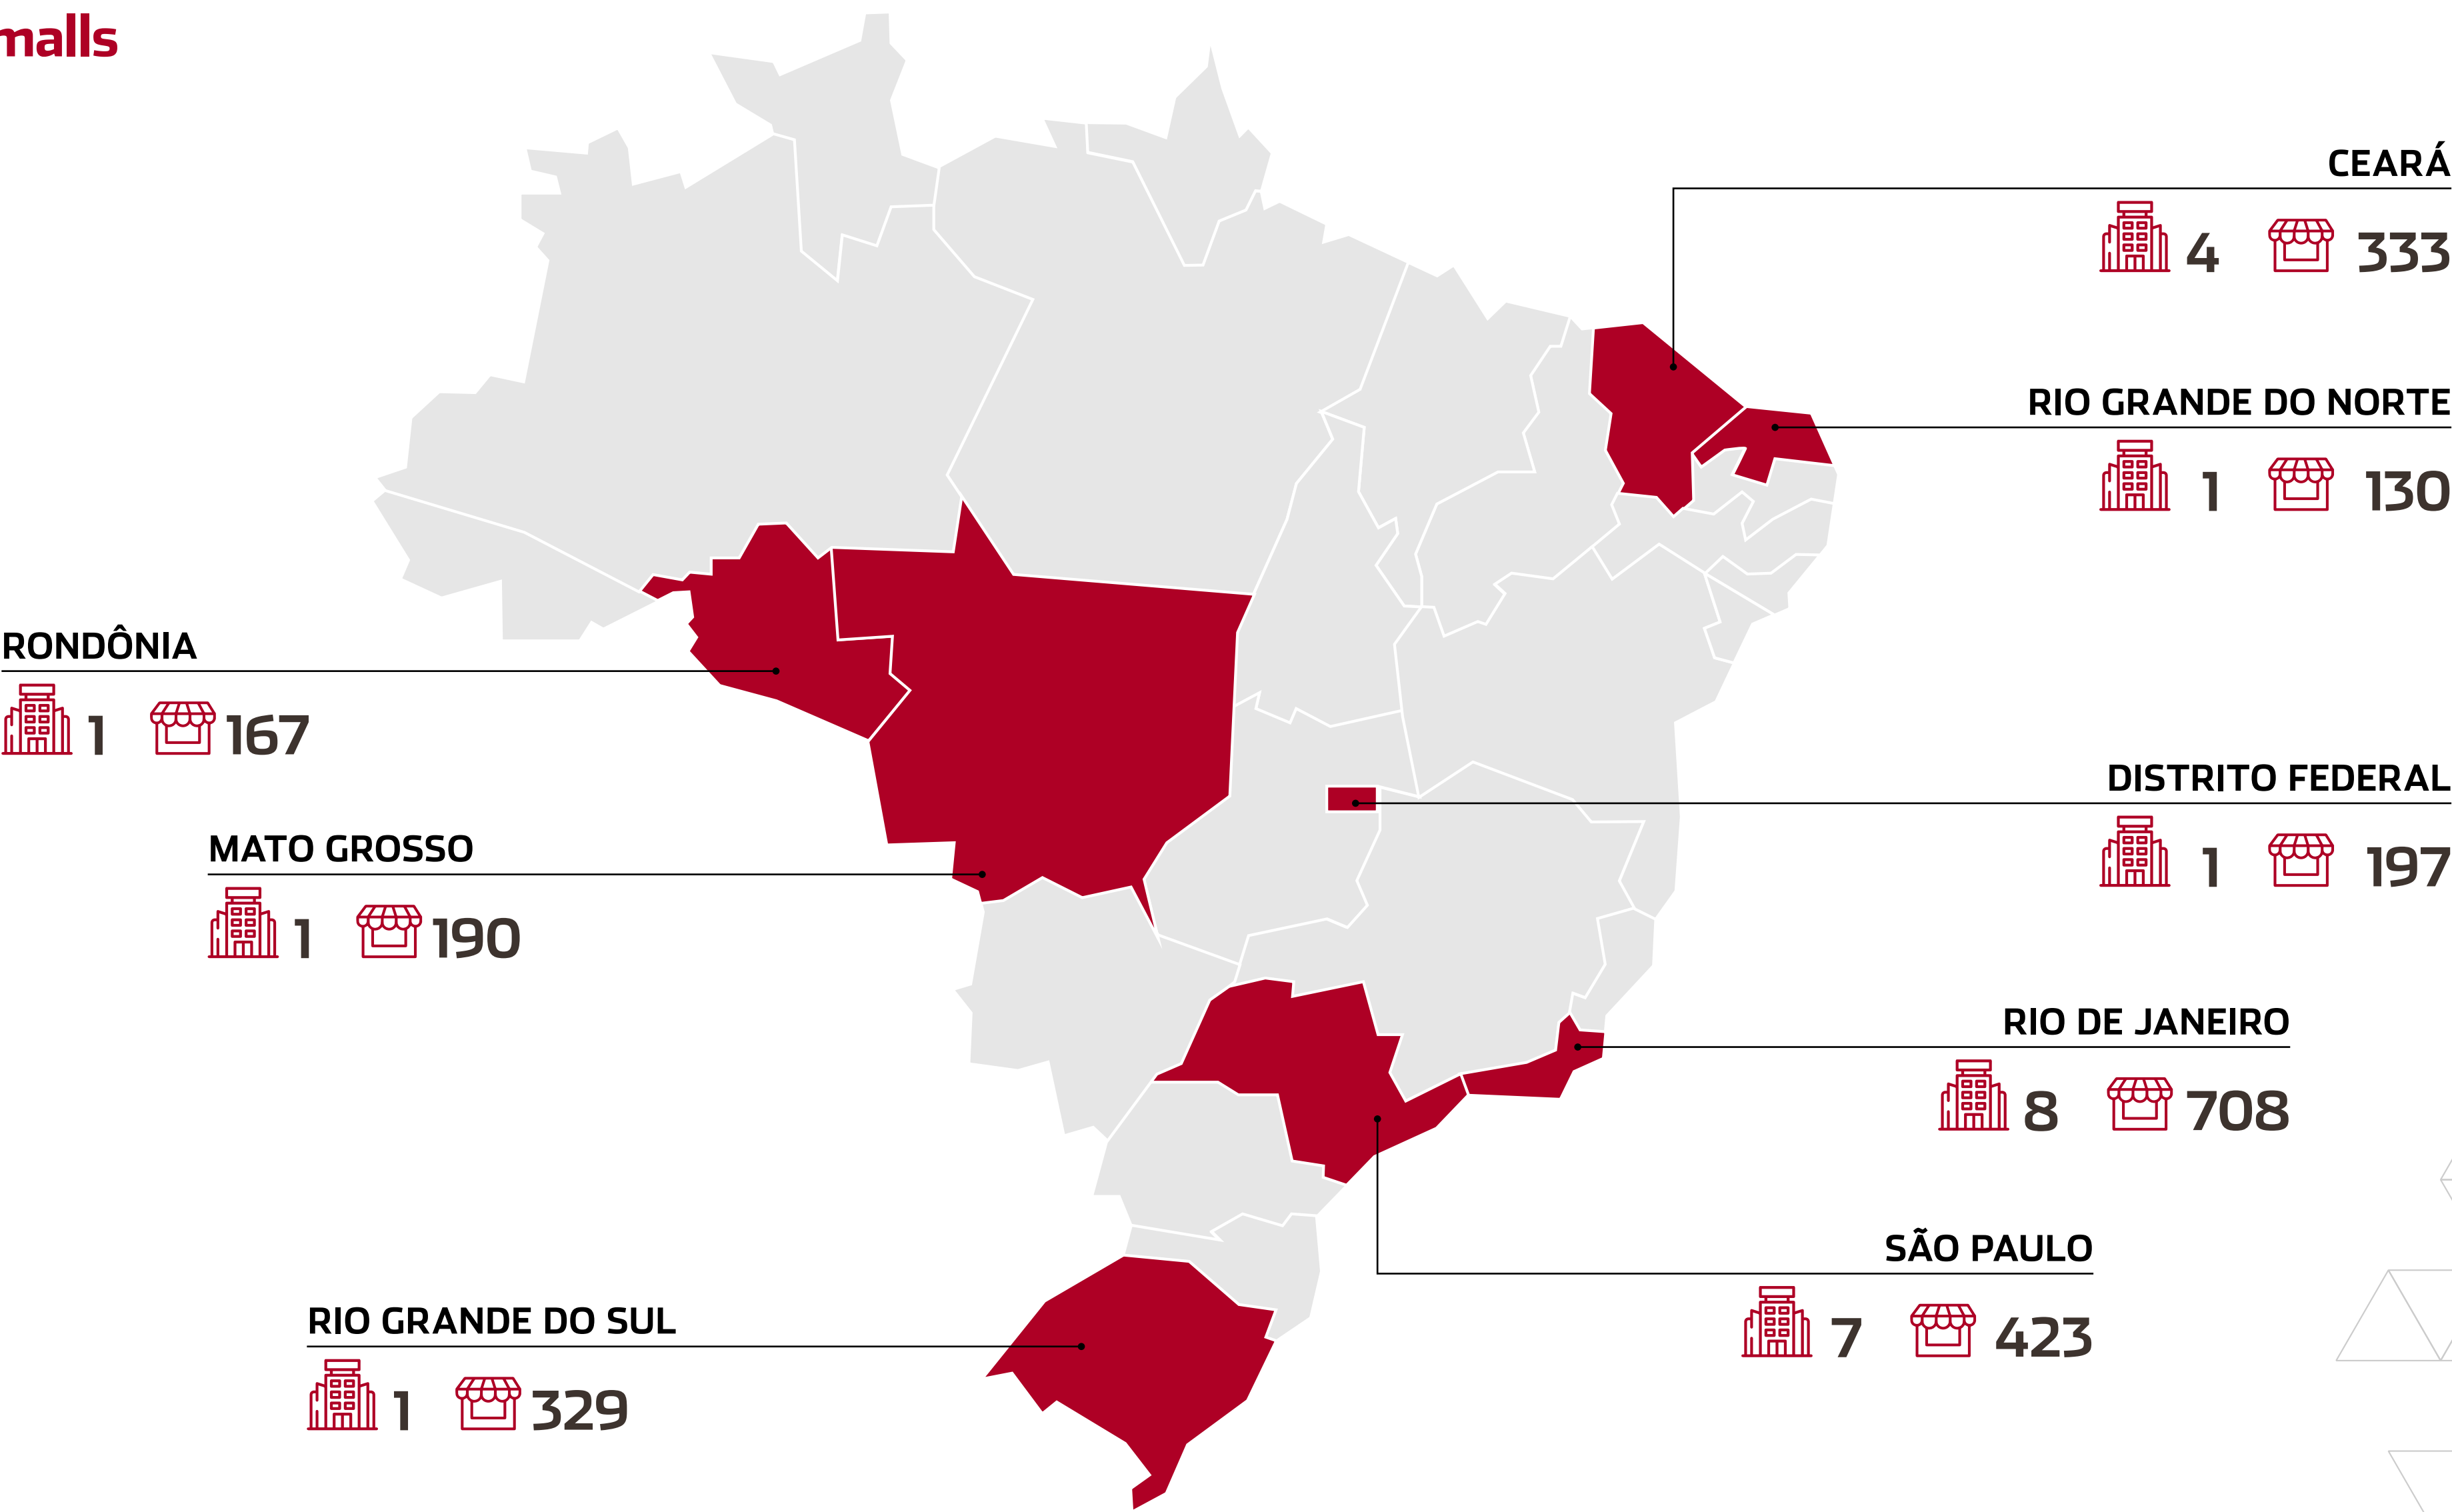 malls
CEARÁ
4 333
RIO GRANDE DO NORTE
1 130
RONDÔNIA
1 167
DISTRITO FEDERAL
1 197
MATO GROSSO
1 190
RIO DE JANEIRO
8 708
SÃO PAULO
7 423
RIO GRANDE DO SUL
1 329